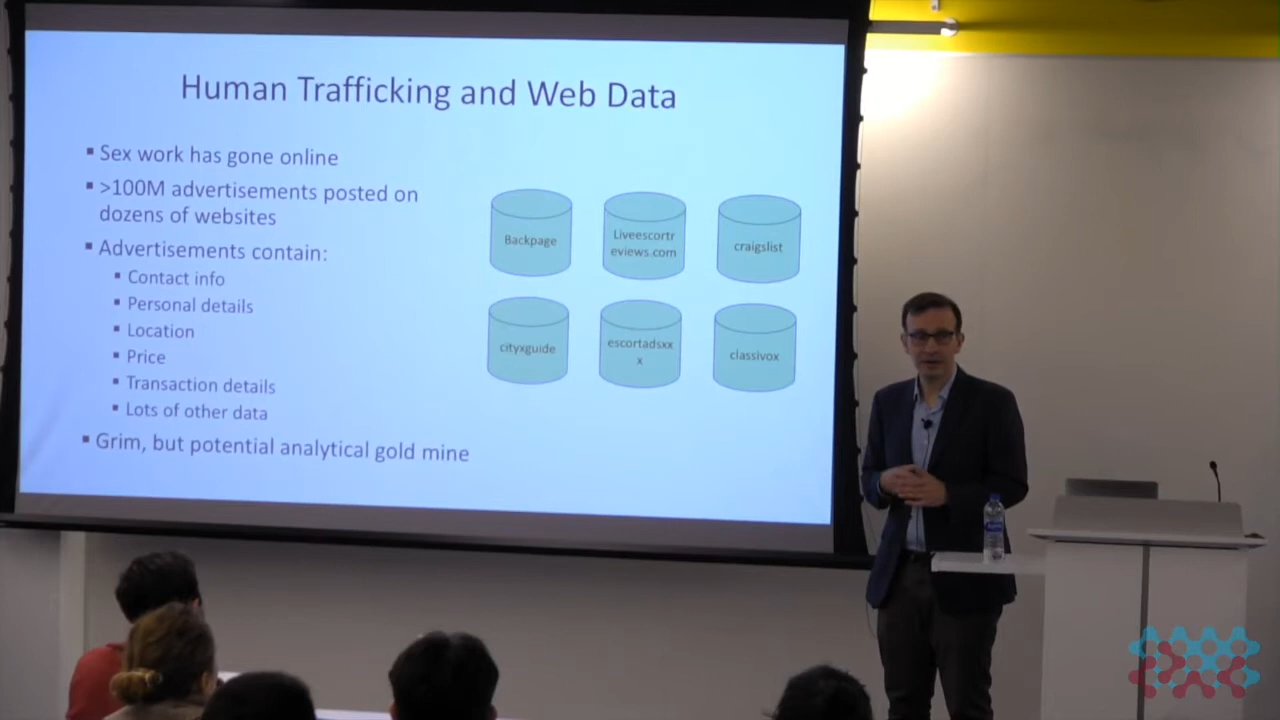 Human Trafficking and Web Data
▪ Sex work has gone online
▪ >100M advertisements posted on
dozens of websites
▪ Advertisements contain:
▪ Contact info
▪ Personal details
▪ Location
▪ Price
▪ Transaction details
▪ Lots of other data
▪ Grim, but potential analytical gold mine
Backpage
Liveescortr
eviews.com
craigslist
cityxguide
escortadsxx
x
classivox